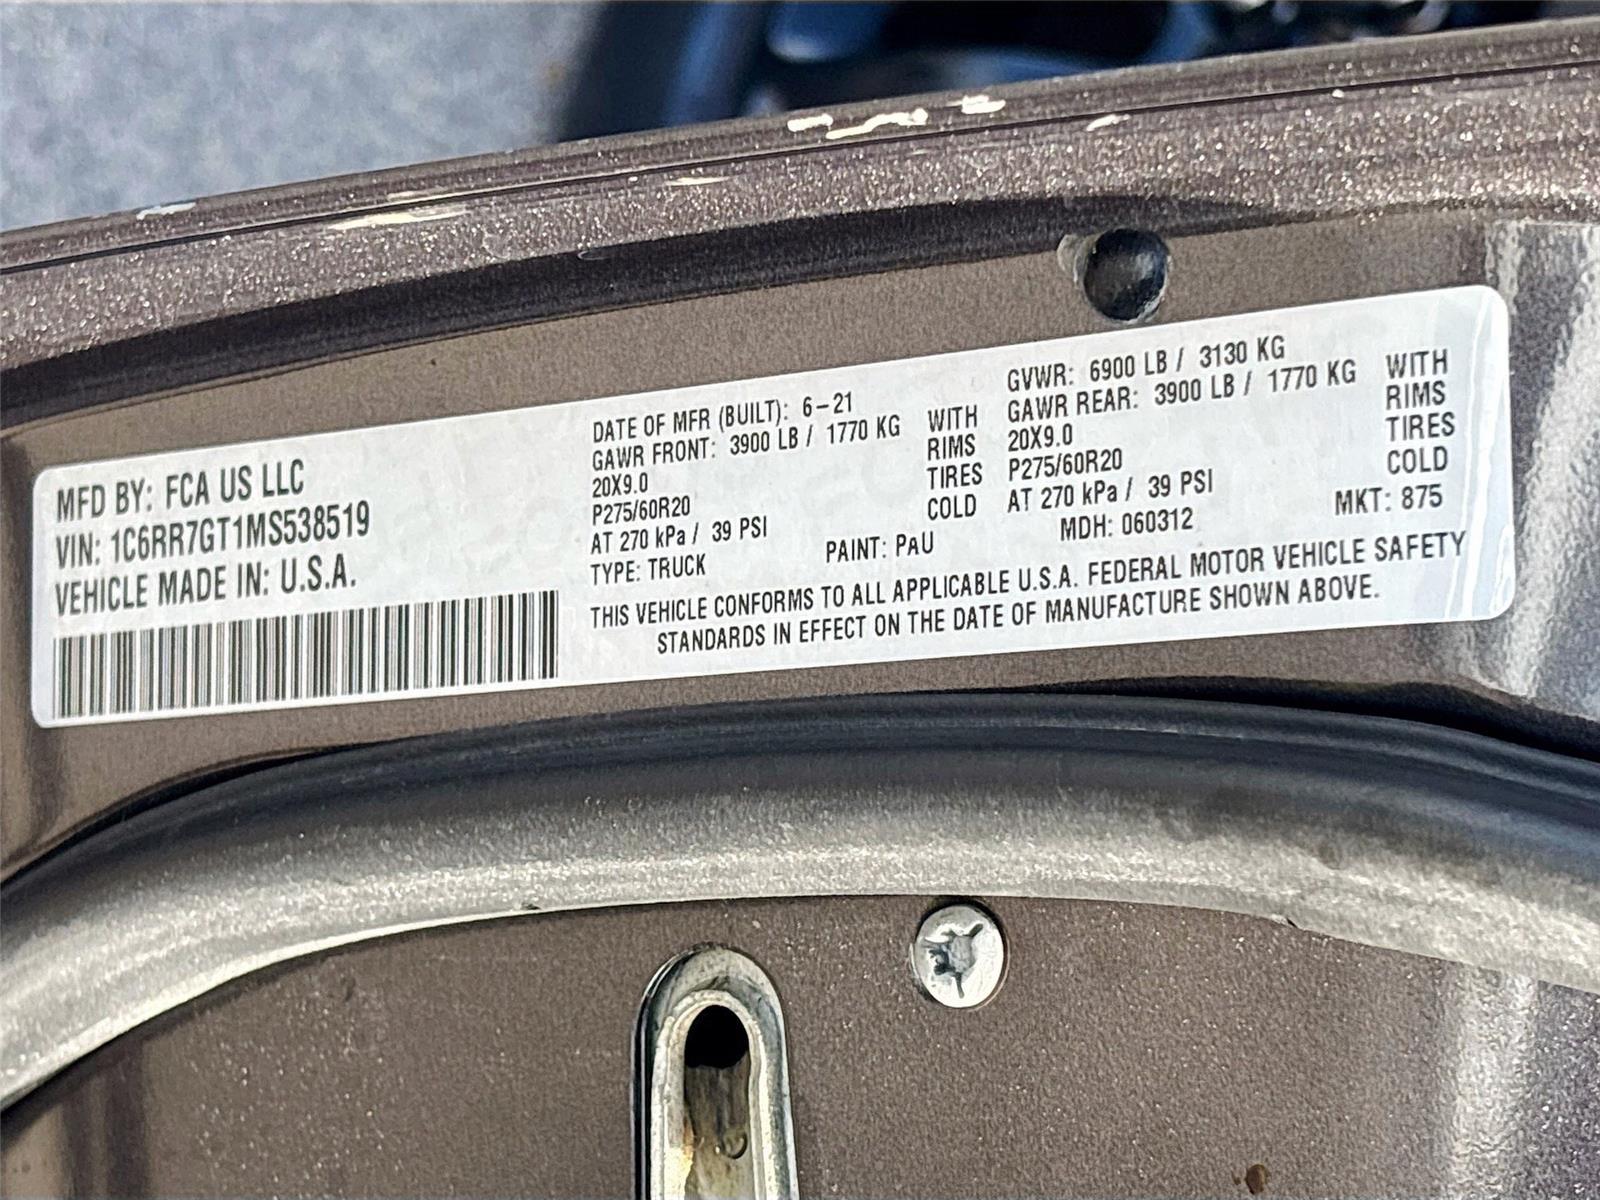 MFD BY: FCA US LLC
VIN: 1C6RR7GT1MS538519
VEHICLE MADE IN: U.S.A.
DATE OF MFR (BUILT): 6-21
GAWR FRONT: 3900 LB / 1770 KG WITH
20X9.0 RIMS
P275/60R20 TIRES
AT 270 kPa / 39 PSI COLD
TYPE: TRUCK PAINT: PAU
GVWR: 6900 LB / 3130 KG
GAWR REAR: 3900 LB / 1770 KG WITH
20X9.0 RIMS
P275/60R20 TIRES
AT 270 kPa / 39 PSI COLD
MDH: 060312 MKT: 875
THIS VEHICLE CONFORMS TO ALL APPLICABLE U.S.A. FEDERAL MOTOR VEHICLE SAFETY
STANDARDS IN EFFECT ON THE DATE OF MANUFACTURE SHOWN ABOVE.